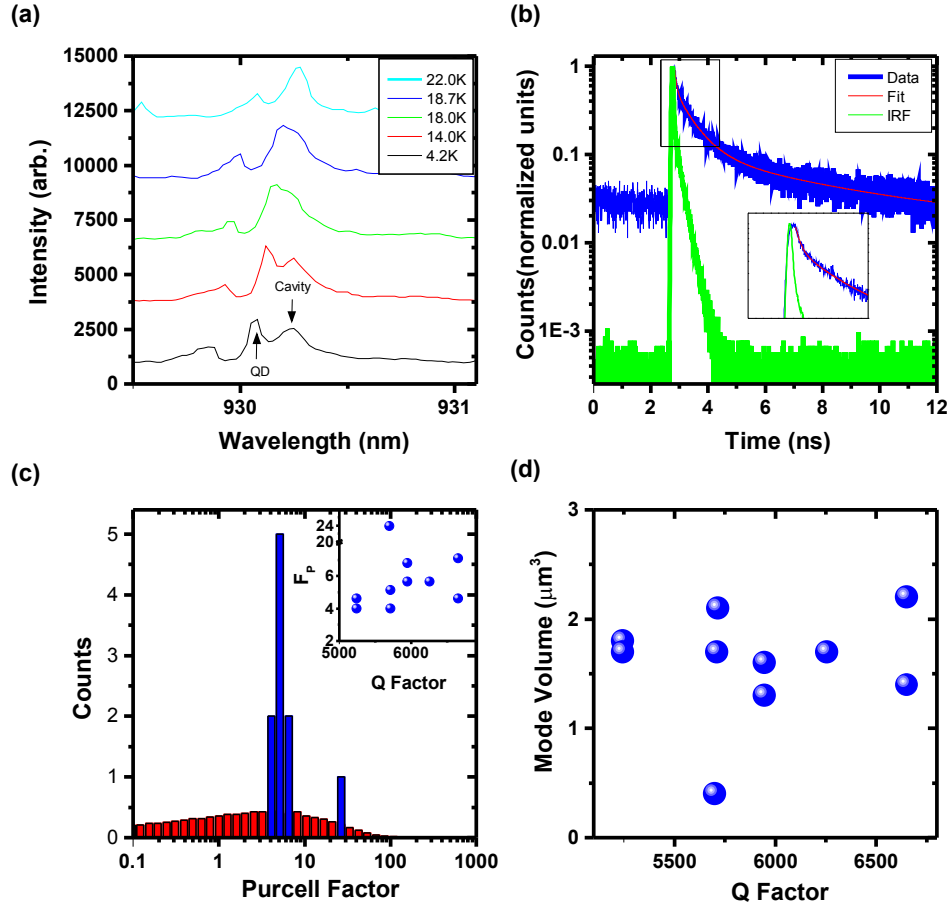 (a)
15000
12500
10000
7500
5000
2500
0
Intensity (arb.)
22.0K
18.7K
18.0K
14.0K
4.2K
Cavity
QD
930
931
Wavelength (nm)
(b)
1
0.1
0.01
1E-3
Counts(normalized units)
Data
Fit
IRF
0 2 4 6 8 10 12
Time (ns)
(c)
5
4
3
2
1
0
Counts
0.1 1 10 100 1000
Purcell Factor
24
20
6
4
2
FP
5000 6000
Q Factor
(d)
3
2
1
0
Mode Volume (μm³)
5500 6000 6500
Q Factor